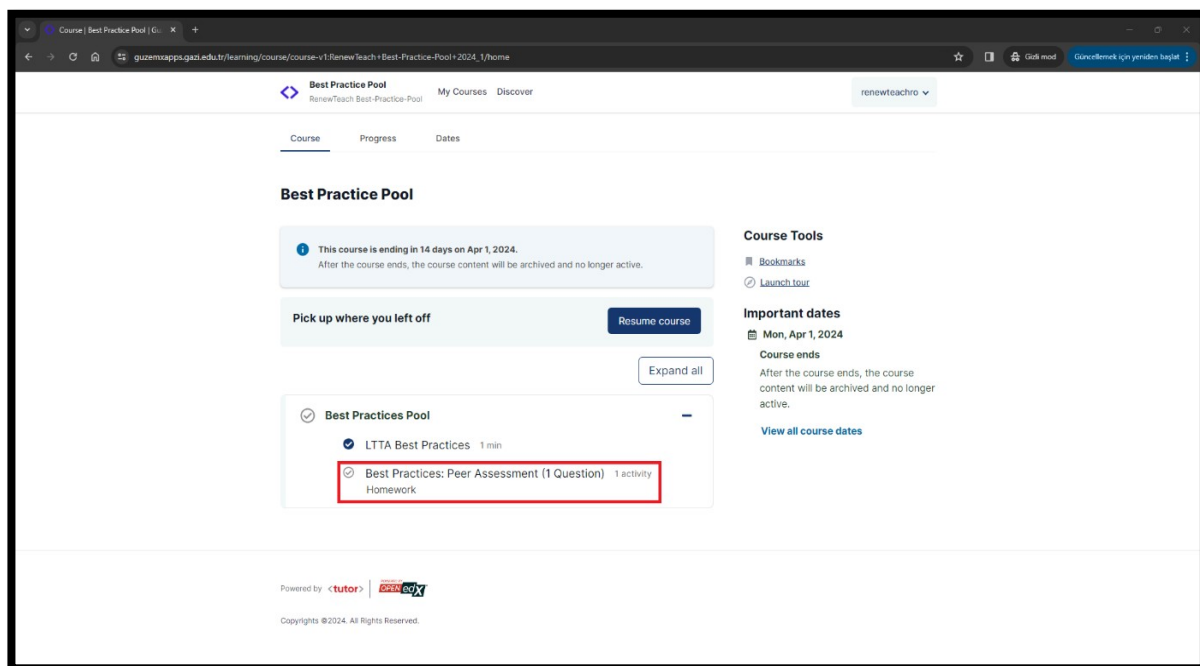 Course | Best Practice Pool | Gu
guzemxapps.gazi.edu.tr/learning/course/course-v1:RenewTeach+Best-Practice-Pool+2024_1/home
Gizli mod
Güncellemek için yeniden başlat
Best Practice Pool
RenewTeach Best-Practice-Pool
My Courses Discover
renewteachro
Course Progress Dates
Best Practice Pool
This course is ending in 14 days on Apr 1, 2024.
After the course ends, the course content will be archived and no longer active.
Pick up where you left off
Resume course
Expand all
Best Practices Pool
LTTA Best Practices 1 min
Best Practices: Peer Assessment (1 Question) 1 activity
Homework
Course Tools
Bookmarks
Launch tour
Important dates
Mon, Apr 1, 2024
Course ends
After the course ends, the course
content will be archived and no longer
active.
View all course dates
Powered by <tutor> OPEN edX
Copyrights ©2024. All Rights Reserved.